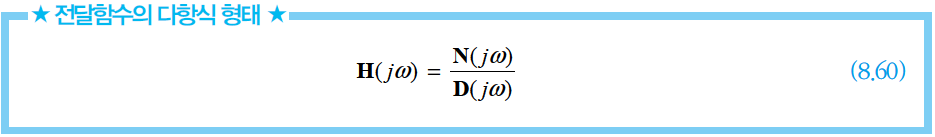 ★ 전달함수의 다항식 형태 ★
H(jω) = N(jω) / D(jω) (8.60)